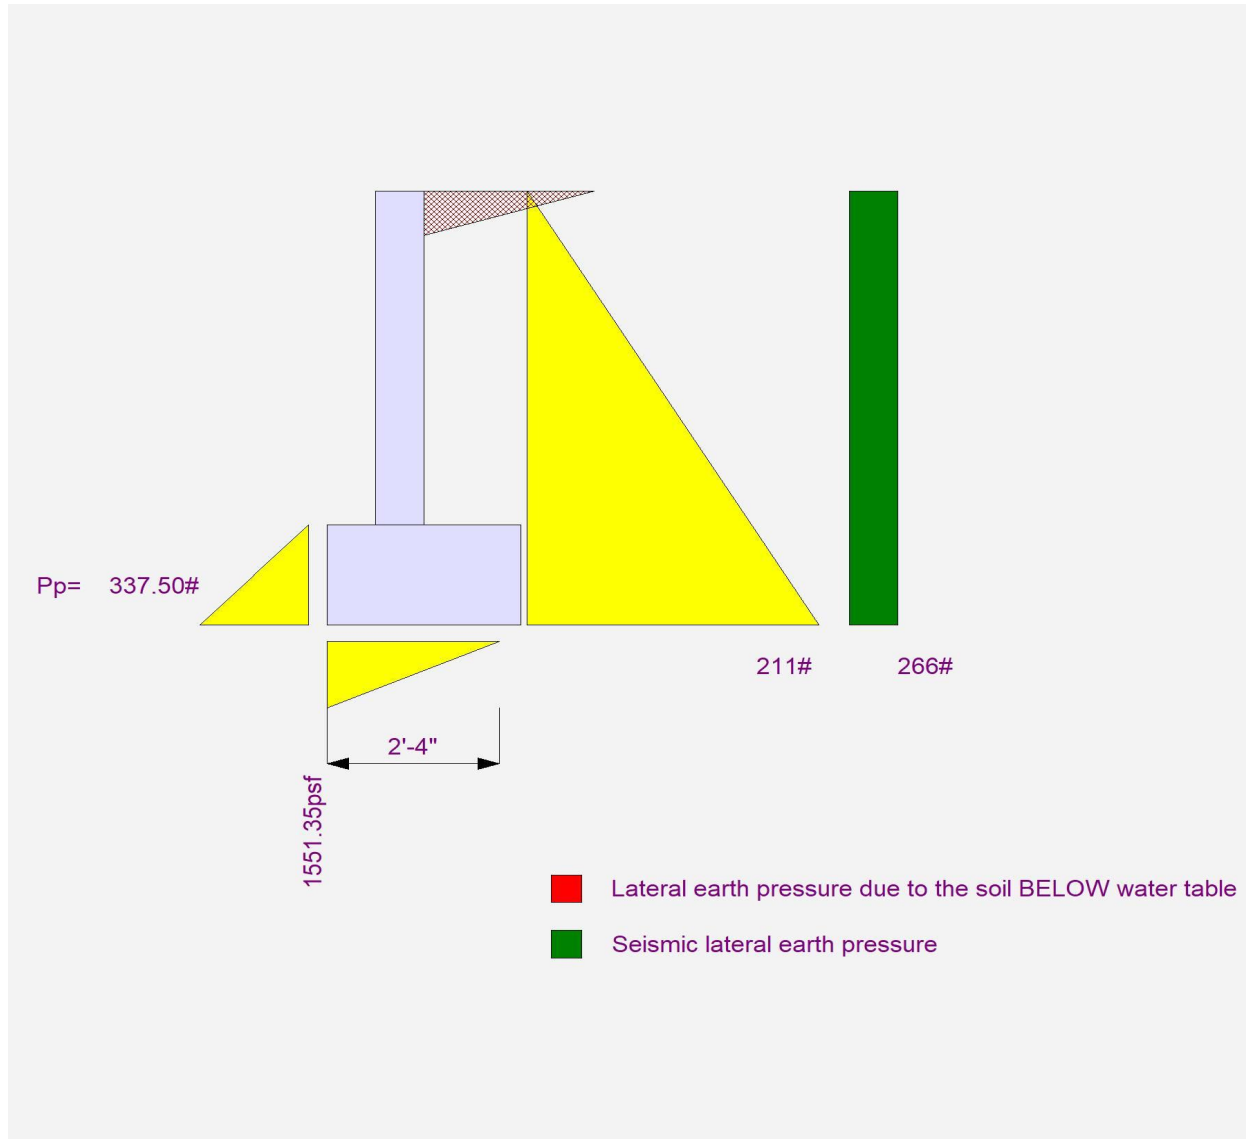 Pp= 337.50#
211# 266#
2'-4"
1551.35psf
Lateral earth pressure due to the soil BELOW water table
Seismic lateral earth pressure